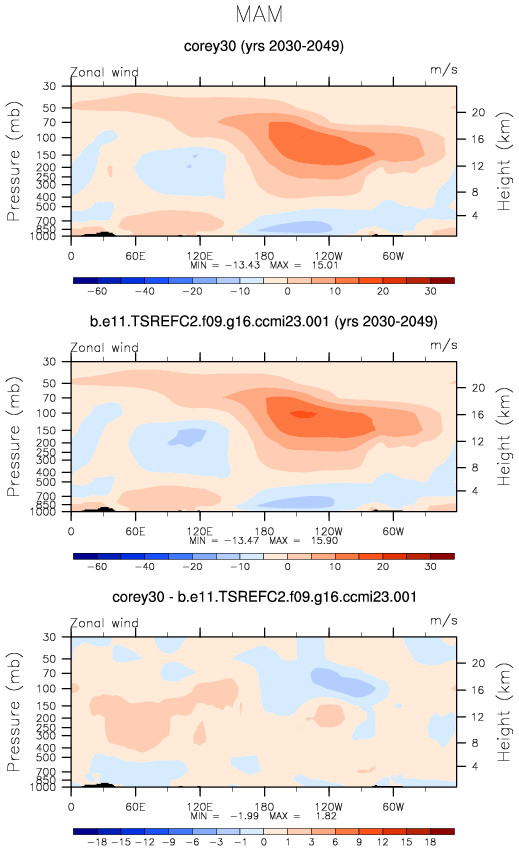 MAM
corey30 (yrs 2030-2049)
Zonal wind m/s
30
50
70
100
150
200
250
300
400
500
700
850
1000
Pressure (mb)
20
16
12
8
4
Height (km)
0 60E 120E 180 120W 60W
MIN = -13.43 MAX = 15.01
-60 -40 -20 -10 0 10 20 30
b.e11.TSREFC2.f09.g16.ccmi23.001 (yrs 2030-2049)
Zonal wind m/s
30
50
70
100
150
200
250
300
400
500
700
850
1000
Pressure (mb)
20
16
12
8
4
Height (km)
0 60E 120E 180 120W 60W
MIN = -13.47 MAX = 15.90
-60 -40 -20 -10 0 10 20 30
corey30 - b.e11.TSREFC2.f09.g16.ccmi23.001
Zonal wind m/s
30
50
70
100
150
200
250
300
400
500
700
850
1000
Pressure (mb)
20
16
12
8
4
Height (km)
0 60E 120E 180 120W 60W
MIN = -1.99 MAX = 1.82
-18 -15 -12 -9 -6 -3 -1 0 1 3 6 9 12 15 18